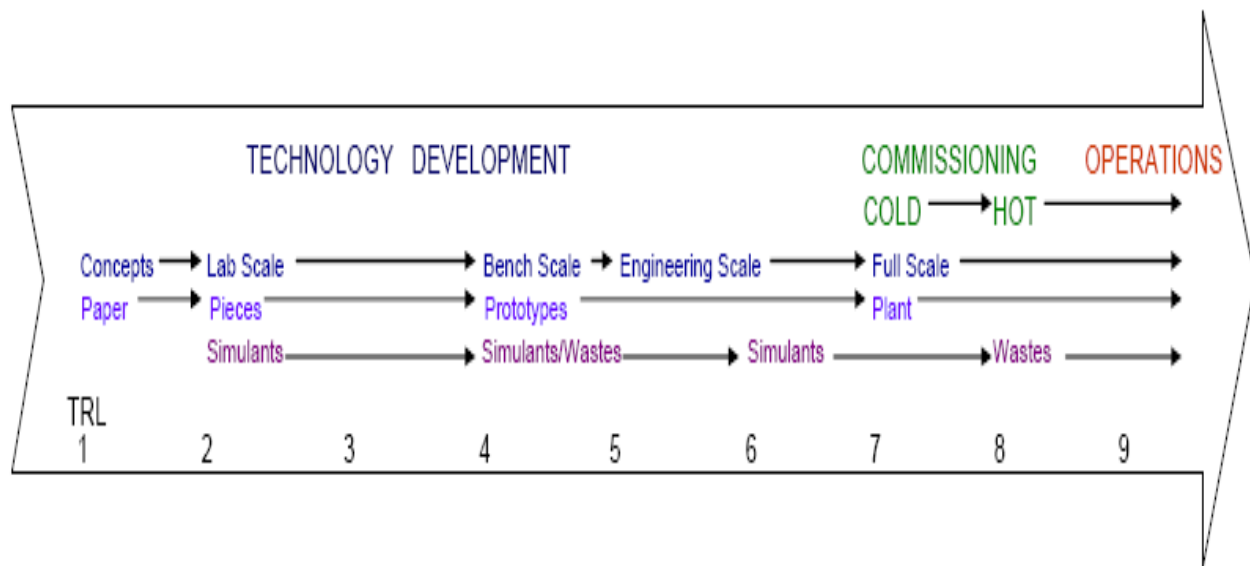 TECHNOLOGY DEVELOPMENT COMMISSIONING OPERATIONS
COLD HOT
Concepts Lab Scale Bench Scale Engineering Scale Full Scale
Paper Pieces Prototypes Plant
Simulants Simulants/Wastes Simulants Wastes
TRL
1 2 3 4 5 6 7 8 9